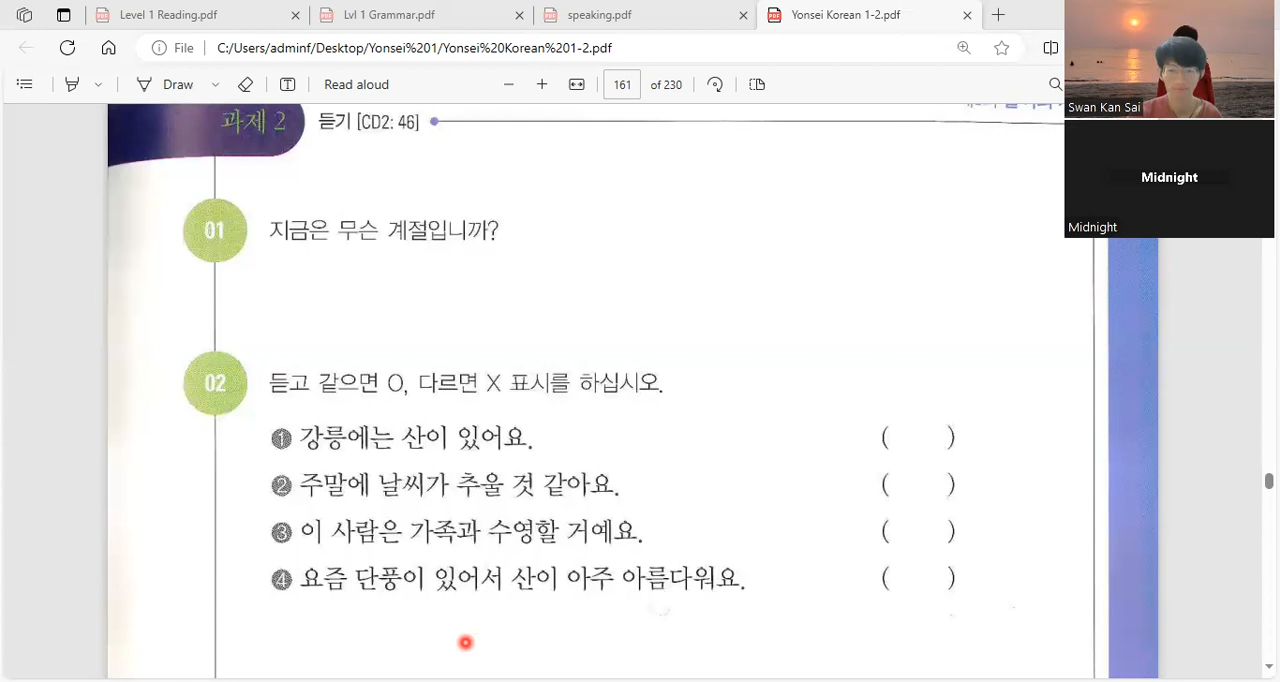 Level 1 Reading.pdf
Lvl 1 Grammar.pdf
speaking.pdf
Yonsei Korean 1-2.pdf
File
C:/Users/adminf/Desktop/Yonsei%201/Yonsei%20Korean%201-2.pdf
Draw
Read aloud
161 of 230
Swan Kan Sai
Midnight
Midnight
과제 2 듣기 [CD2: 46]
01 지금은 무슨 계절입니까?
02 듣고 같으면 O, 다르면 X 표시를 하십시오.
❶ 강릉에는 산이 있어요. ( )
❷ 주말에 날씨가 추울 것 같아요. ( )
❸ 이 사람은 가족과 수영할 거예요. ( )
❹ 요즘 단풍이 있어서 산이 아주 아름다워요. ( )